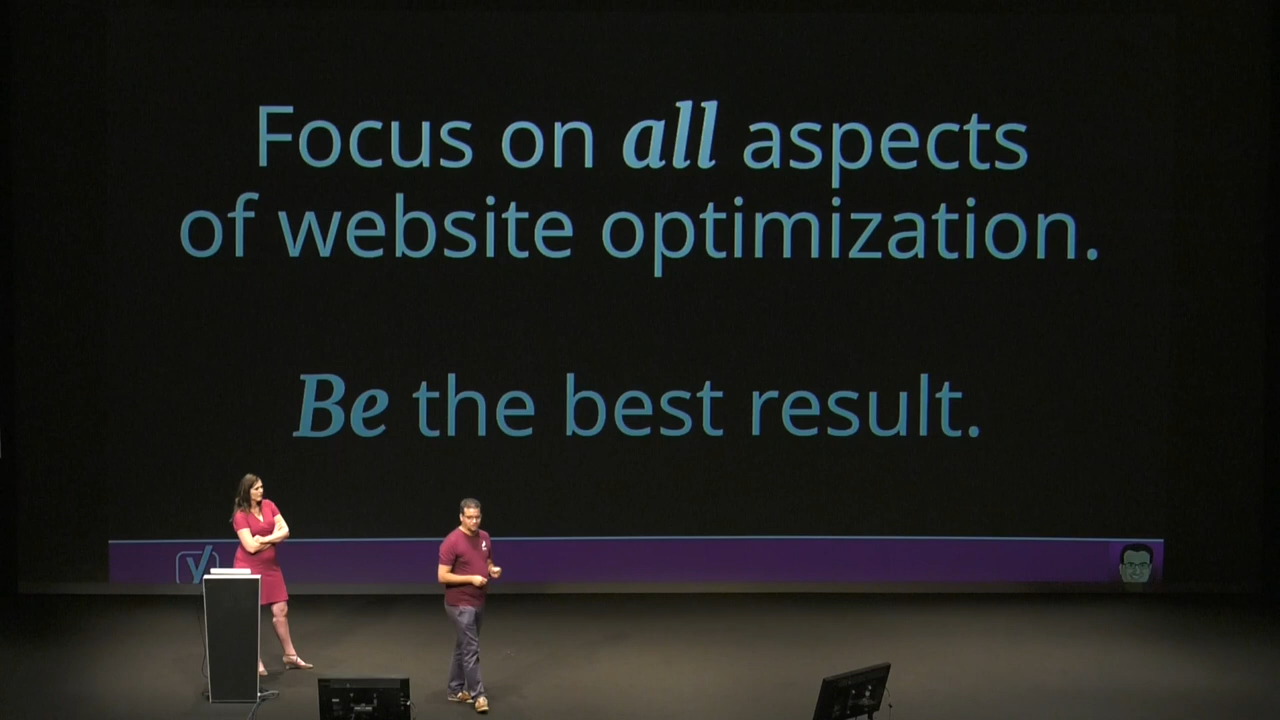 Focus on all aspects
of website optimization.
Be the best result.